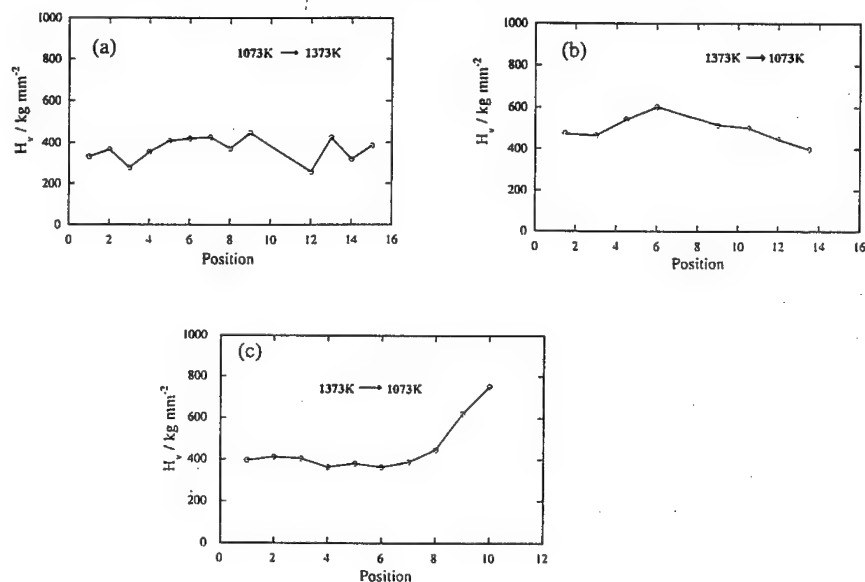 (a)
1073K → 1373K
H_v / kg mm⁻²
1000
800
600
400
200
0
0 2 4 6 8 10 12 14 16
Position
(b)
1373K → 1073K
H_v / kg mm⁻²
1000
800
600
400
200
0
0 2 4 6 8 10 12 14 16
Position
(c)
1373K → 1073K
H_v / kg mm⁻²
1000
800
600
400
200
0
0 2 4 6 8 10 12
Position